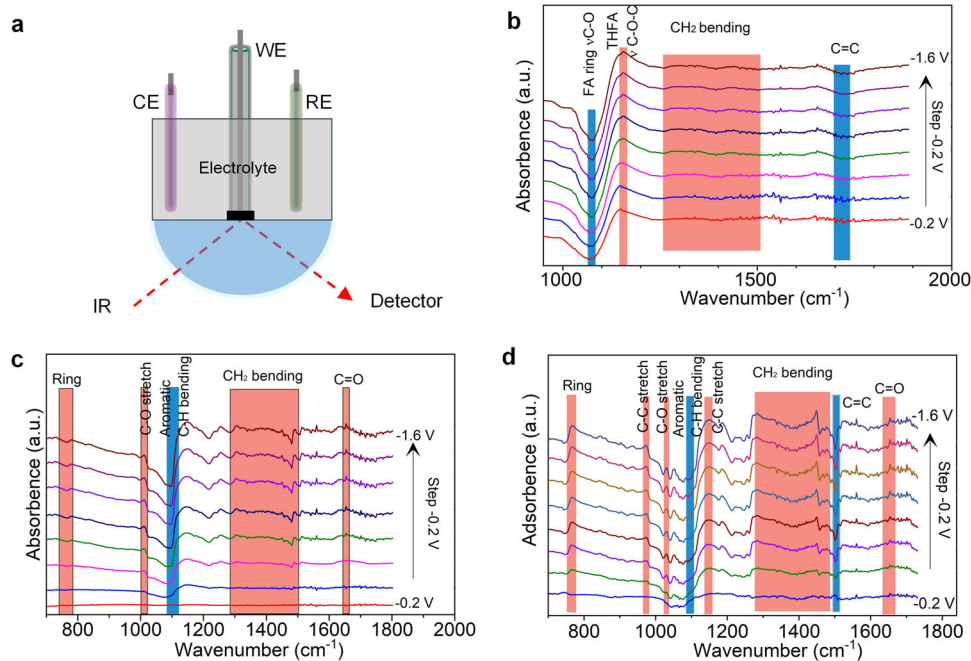 a
WE
CE
RE
Electrolyte
IR
Detector
b
FA ring νC-O
THFA
ν C-O-C
CH₂ bending
C=C
-1.6 V
Step -0.2 V
-0.2 V
Absorbence (a.u.)
1000
1500
2000
Wavenumber (cm⁻¹)
c
Ring
C-O stretch
Aromatic
C-H bending
CH₂ bending
C=O
-1.6 V
Step -0.2 V
-0.2 V
Absorbence (a.u.)
800
1000
1200
1400
1600
1800
2000
Wavenumber (cm⁻¹)
d
Ring
C-C stretch
C-O stretch
Aromatic
C-H bending
C-C stretch
CH₂ bending
C=C
C=O
-1.6 V
Step -0.2 V
-0.2 V
Adsorbence (a.u.)
800
1000
1200
1400
1600
1800
Wavenumber (cm⁻¹)